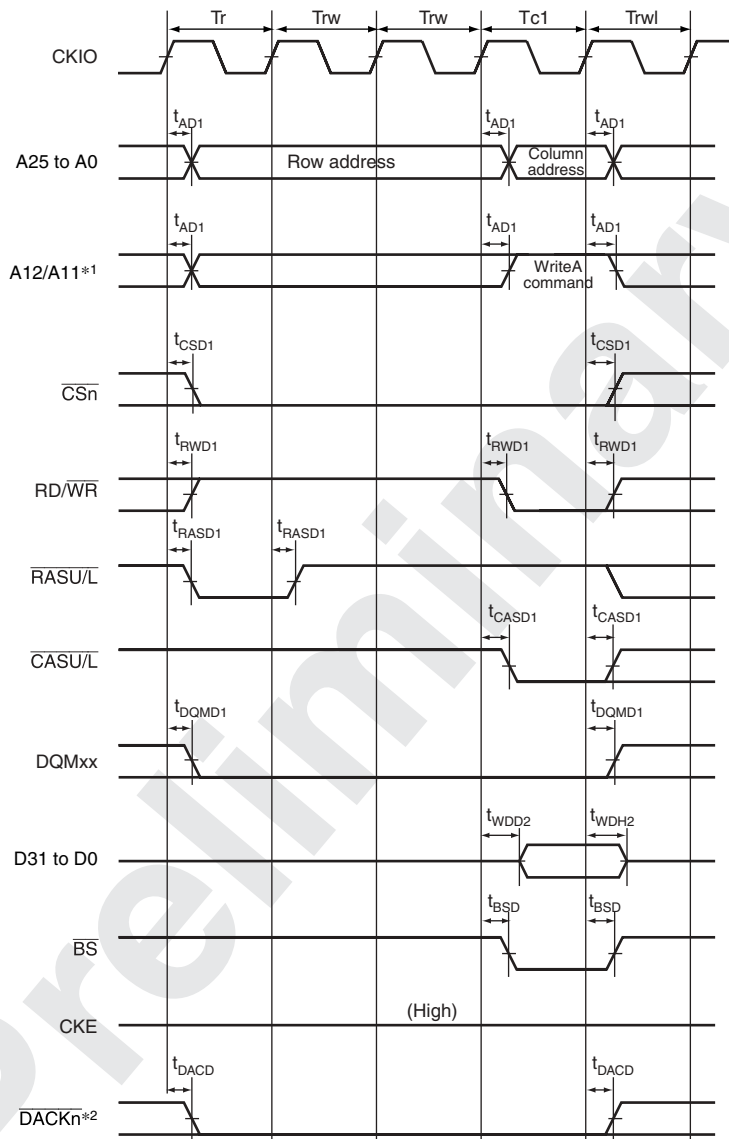 Tr Trw Trw Tc1 Trwl
CKIO
tAD1 tAD1 tAD1
A25 to A0 Row address Column address
tAD1 tAD1 tAD1
A12/A11*1 WriteA command
tCSD1 tCSD1
CSn
tRWD1 tRWD1 tRWD1
RD/WR
tRASD1 tRASD1
RASU/L
tCASD1 tCASD1
CASU/L
tDQMD1 tDQMD1
DQMxx
tWDD2 tWDH2
D31 to D0
tBSD tBSD
BS
(High)
CKE
tDACD tDACD
DACKn*2
Preliminary